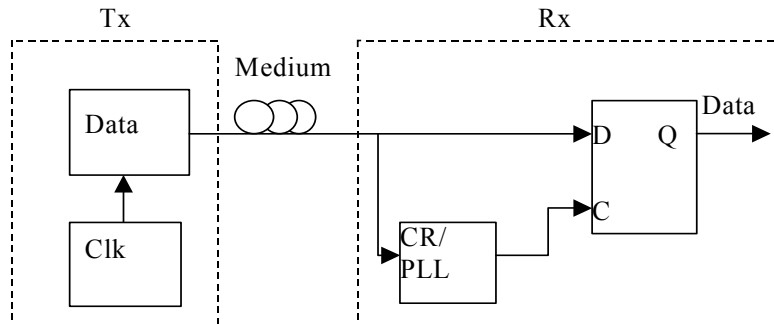 Tx
Rx
Medium
Data
Data
D
Q
C
Clk
CR/
PLL